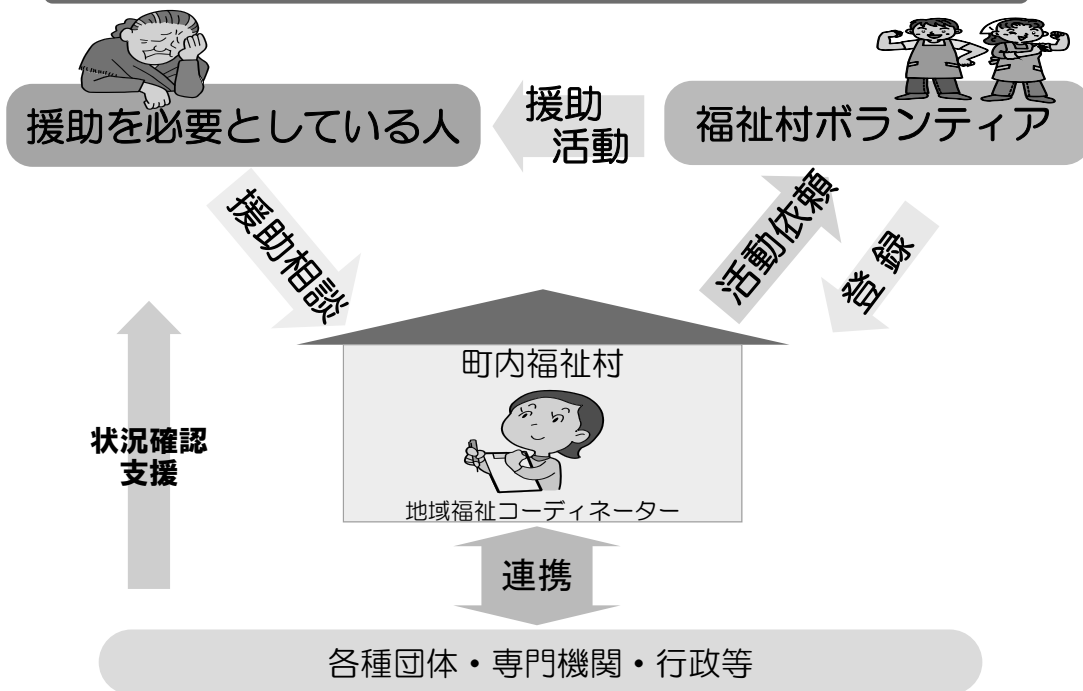 援助を必要としている人
援助
活動
福祉村ボランティア
援助相談
活動依頼
登録
町内福祉村
地域福祉コーディネーター
状況確認
支援
連携
各種団体・専門機関・行政等